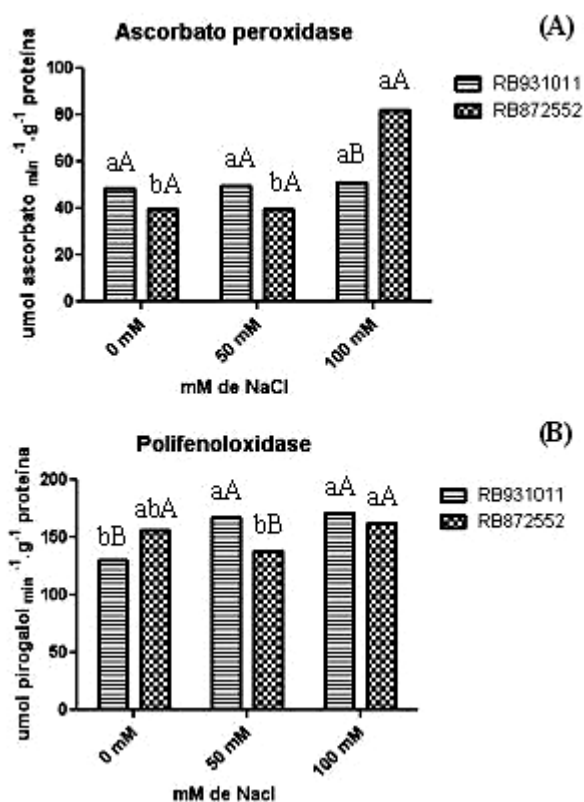 Ascorbato peroxidase
(A)
RB931011
RB872552
umol ascorbato min -1.g-1 proteína
100
80
60
40
20
0
aA
bA
aA
bA
aB
aA
0 mM
50 mM
100 mM
mM de NaCl
Polifenoloxidase
(B)
RB931011
RB872552
umol pirogalol min -1.g-1 proteína
200
150
100
50
0
bB
abA
aA
bB
aA
aA
0 mM
50 mM
100 mM
mM de Nacl